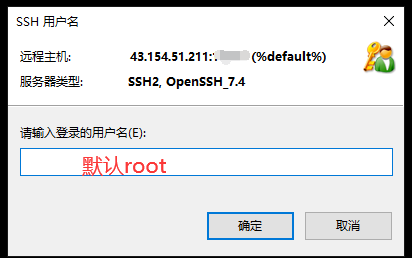 SSH 用户名
远程主机: 43.154.51.211: (%default%)
服务器类型: SSH2, OpenSSH_7.4
请输入登录的用户名(E):
默认root
确定
取消